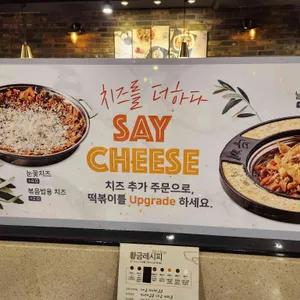 치즈를 더하다
SAY
CHEESE
치즈 추가 주문으로,
떡볶이를 Upgrade 하세요.
눈꽃치즈
볶음밥용 치즈
황금레시피